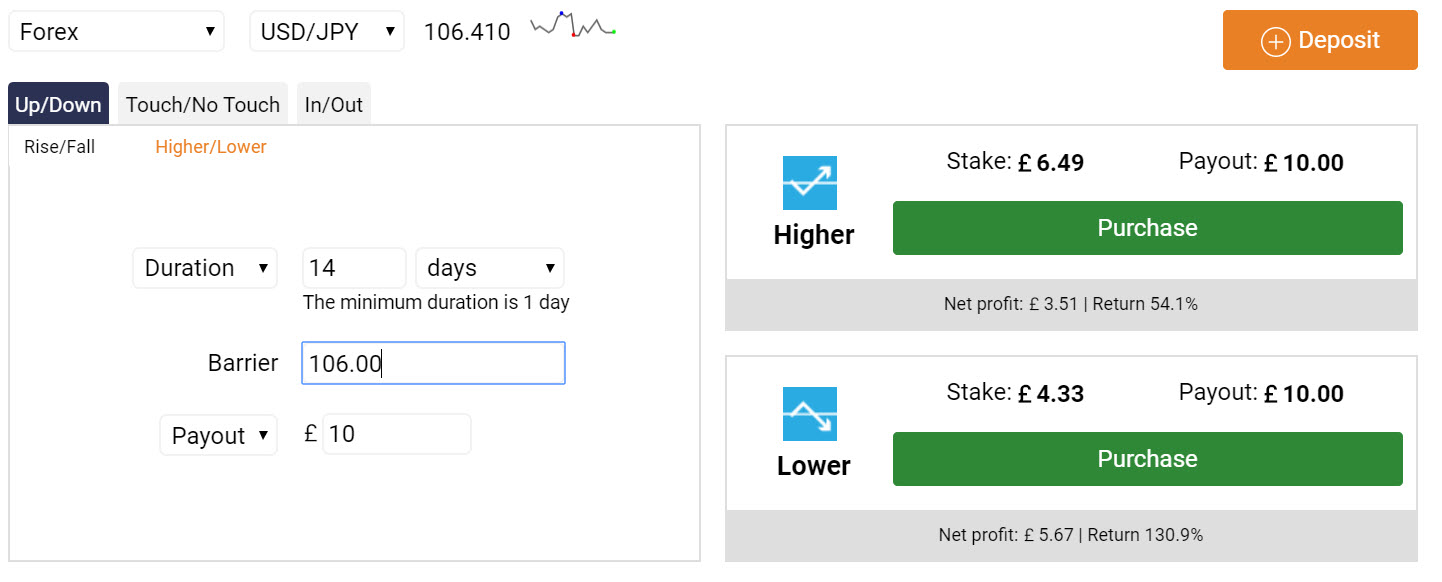 Forex USD/JPY 106.410
Deposit
Up/Down Touch/No Touch In/Out
Rise/Fall Higher/Lower
Duration 14 days
The minimum duration is 1 day
Barrier 106.00
Payout £ 10
Higher
Stake: £ 6.49 Payout: £ 10.00
Purchase
Net profit: £ 3.51 | Return 54.1%
Lower
Stake: £ 4.33 Payout: £ 10.00
Purchase
Net profit: £ 5.67 | Return 130.9%